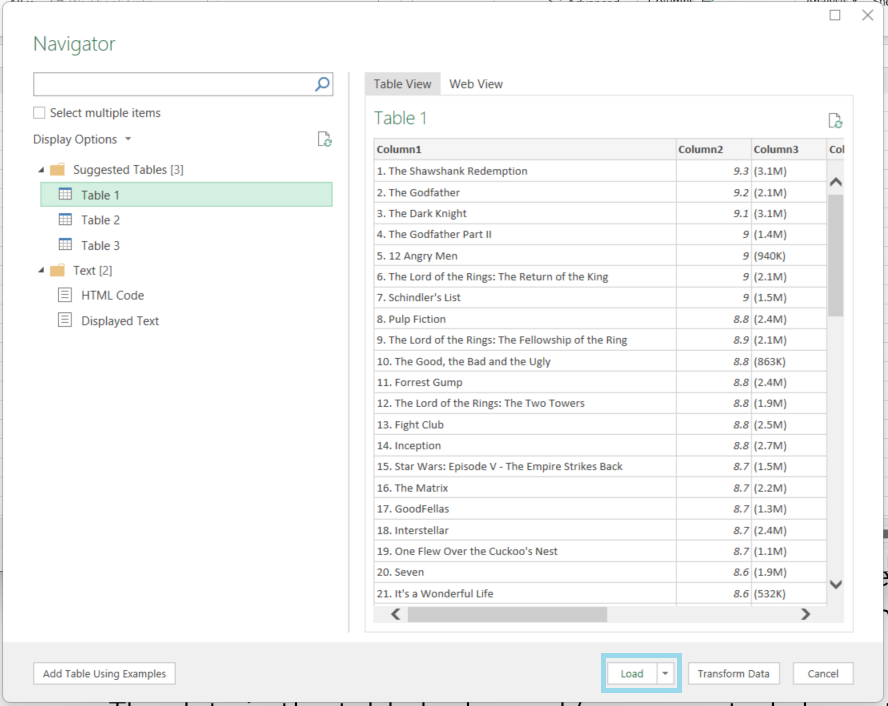 Navigator
Select multiple items
Display Options
Suggested Tables [3]
Table 1
Table 2
Table 3
Text [2]
HTML Code
Displayed Text
Table View Web View
Table 1
Column1 Column2 Column3 Col
1. The Shawshank Redemption 9.3 (3.1M)
2. The Godfather 9.2 (2.1M)
3. The Dark Knight 9.1 (3.1M)
4. The Godfather Part II 9 (1.4M)
5. 12 Angry Men 9 (940K)
6. The Lord of the Rings: The Return of the King 9 (2.1M)
7. Schindler's List 9 (1.5M)
8. Pulp Fiction 8.8 (2.4M)
9. The Lord of the Rings: The Fellowship of the Ring 8.9 (2.1M)
10. The Good, the Bad and the Ugly 8.8 (863K)
11. Forrest Gump 8.8 (2.4M)
12. The Lord of the Rings: The Two Towers 8.8 (1.9M)
13. Fight Club 8.8 (2.5M)
14. Inception 8.8 (2.7M)
15. Star Wars: Episode V - The Empire Strikes Back 8.7 (1.5M)
16. The Matrix 8.7 (2.2M)
17. GoodFellas 8.7 (1.3M)
18. Interstellar 8.7 (2.4M)
19. One Flew Over the Cuckoo's Nest 8.7 (1.1M)
20. Seven 8.6 (1.9M)
21. It's a Wonderful Life 8.6 (532K)
Add Table Using Examples Load Transform Data Cancel